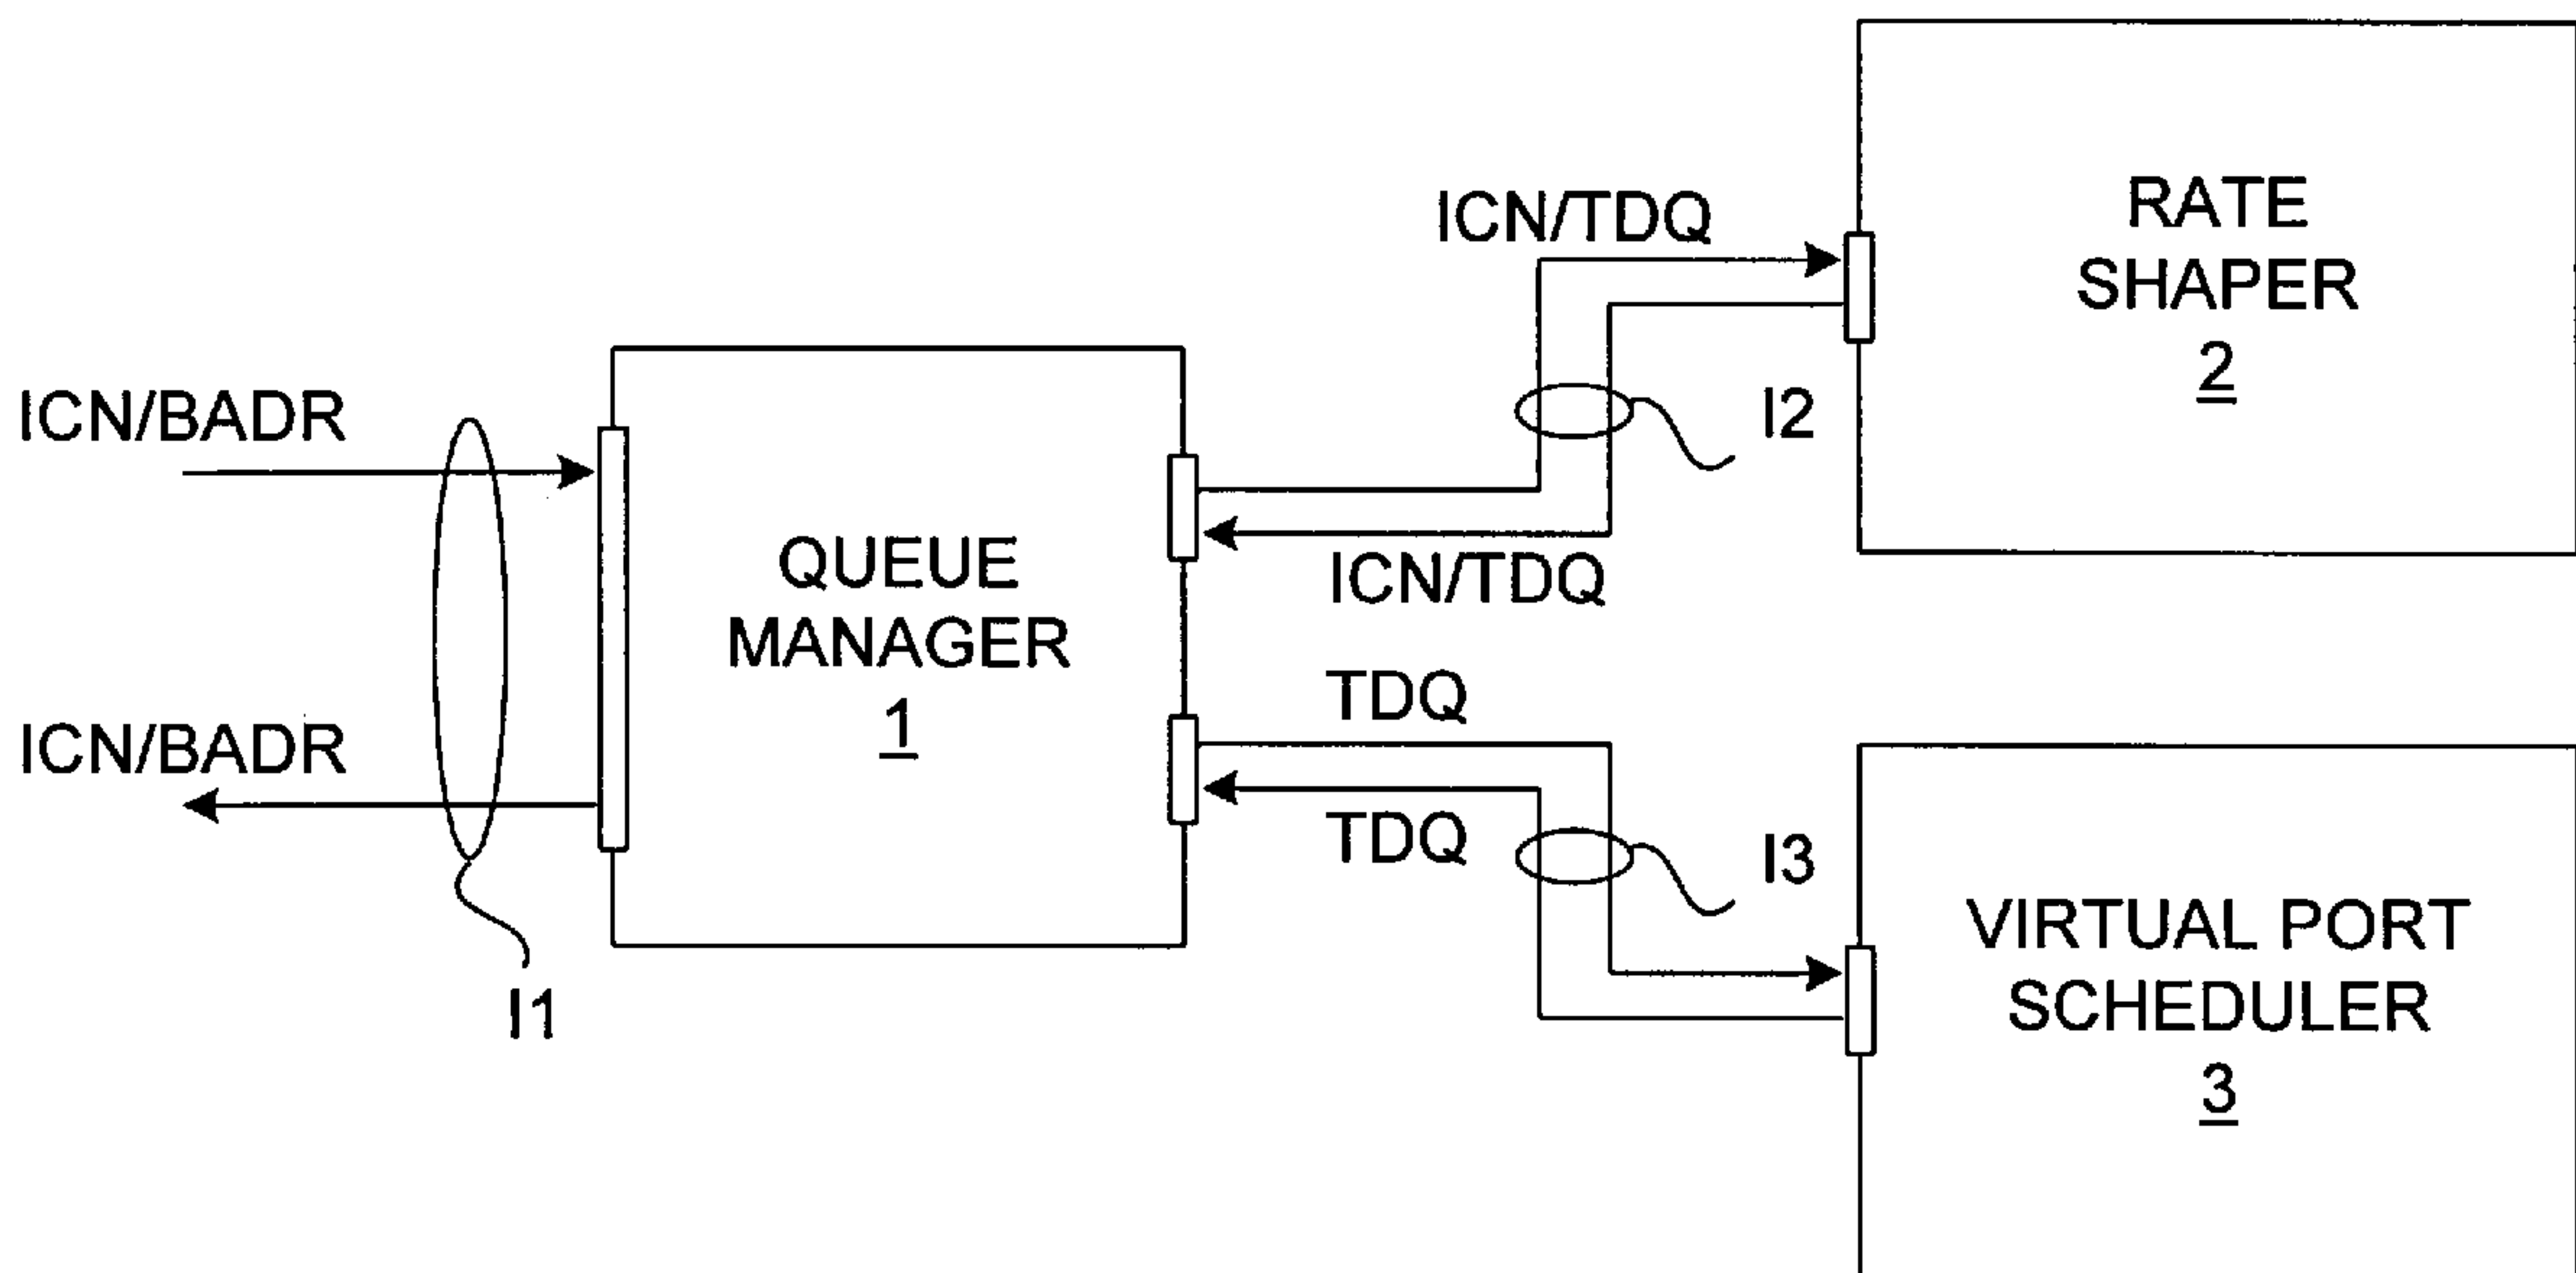 ICN/BADR
ICN/BADR
I1
QUEUE
MANAGER
1
ICN/TDQ
I2
ICN/TDQ
TDQ
TDQ
I3
RATE
SHAPER
2
VIRTUAL PORT
SCHEDULER
3